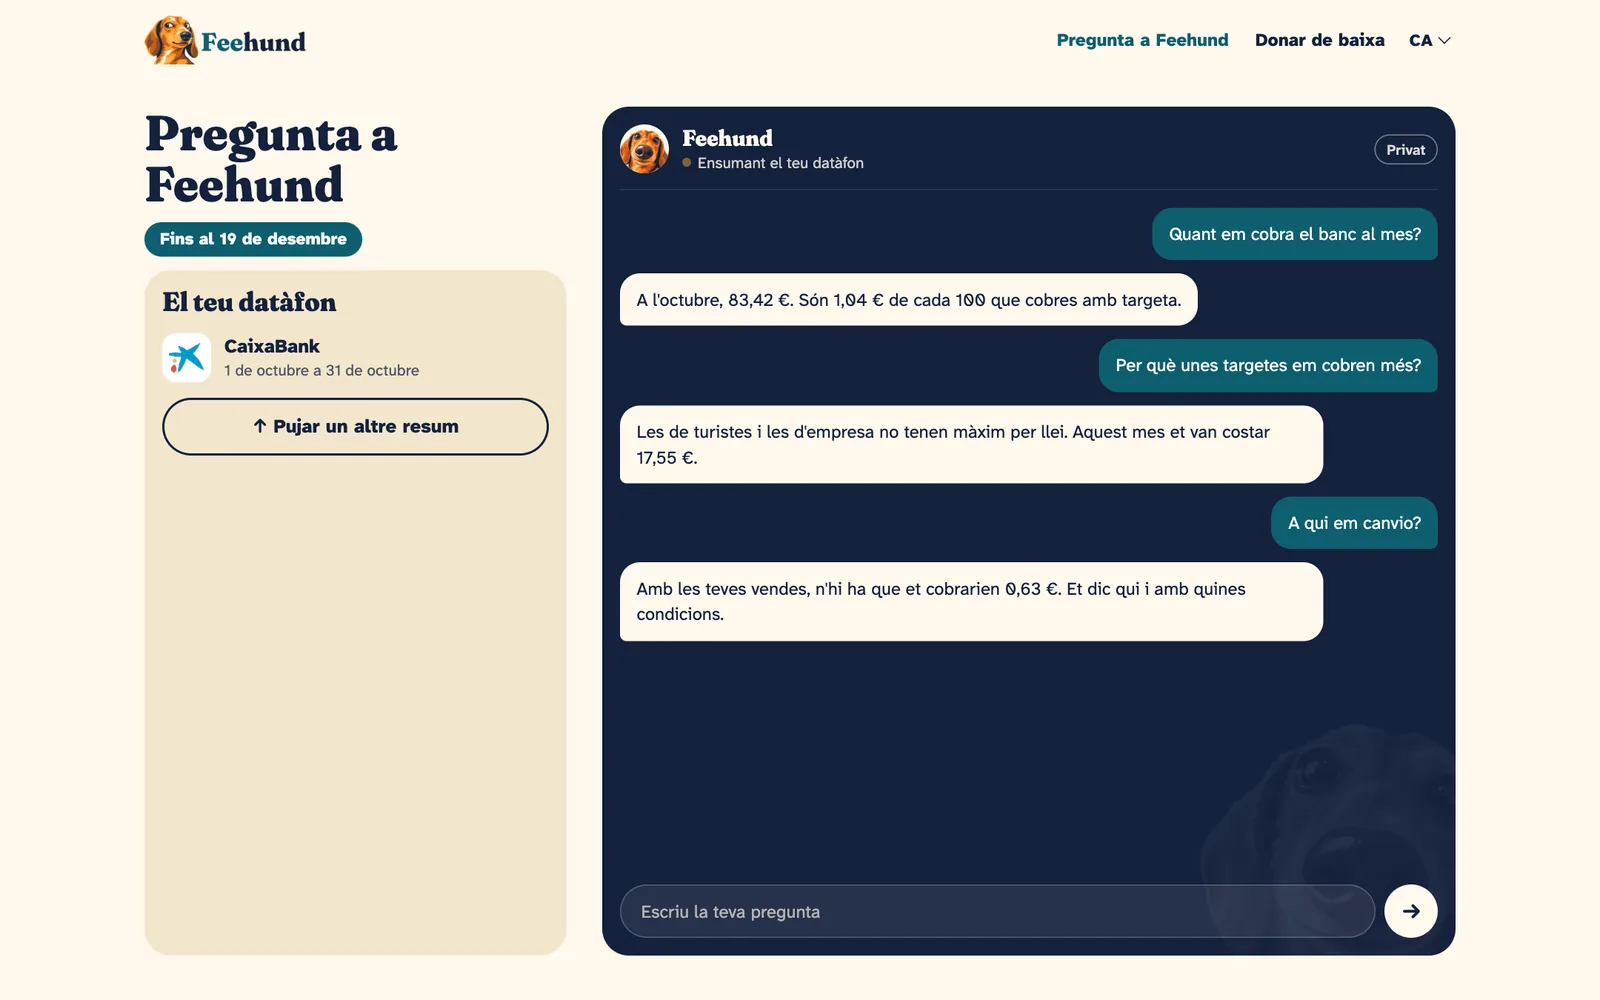 Feehund
Pregunta a Feehund
Donar de baixa
CA
Pregunta a
Feehund
Fins al 19 de desembre
El teu datàfon
CaixaBank
1 de octubre a 31 de octubre
↑ Pujar un altre resum
Feehund
Ensumant el teu datàfon
Privat
Quant em cobra el banc al mes?
A l'octubre, 83,42 €. Són 1,04 € de cada 100 que cobres amb targeta.
Per què unes targetes em cobren més?
Les de turistes i les d'empresa no tenen màxim per llei. Aquest mes et van costar
17,55 €.
A qui em canvio?
Amb les teves vendes, n'hi ha que et cobrarien 0,63 €. Et dic qui i amb quines
condicions.
Escriu la teva pregunta